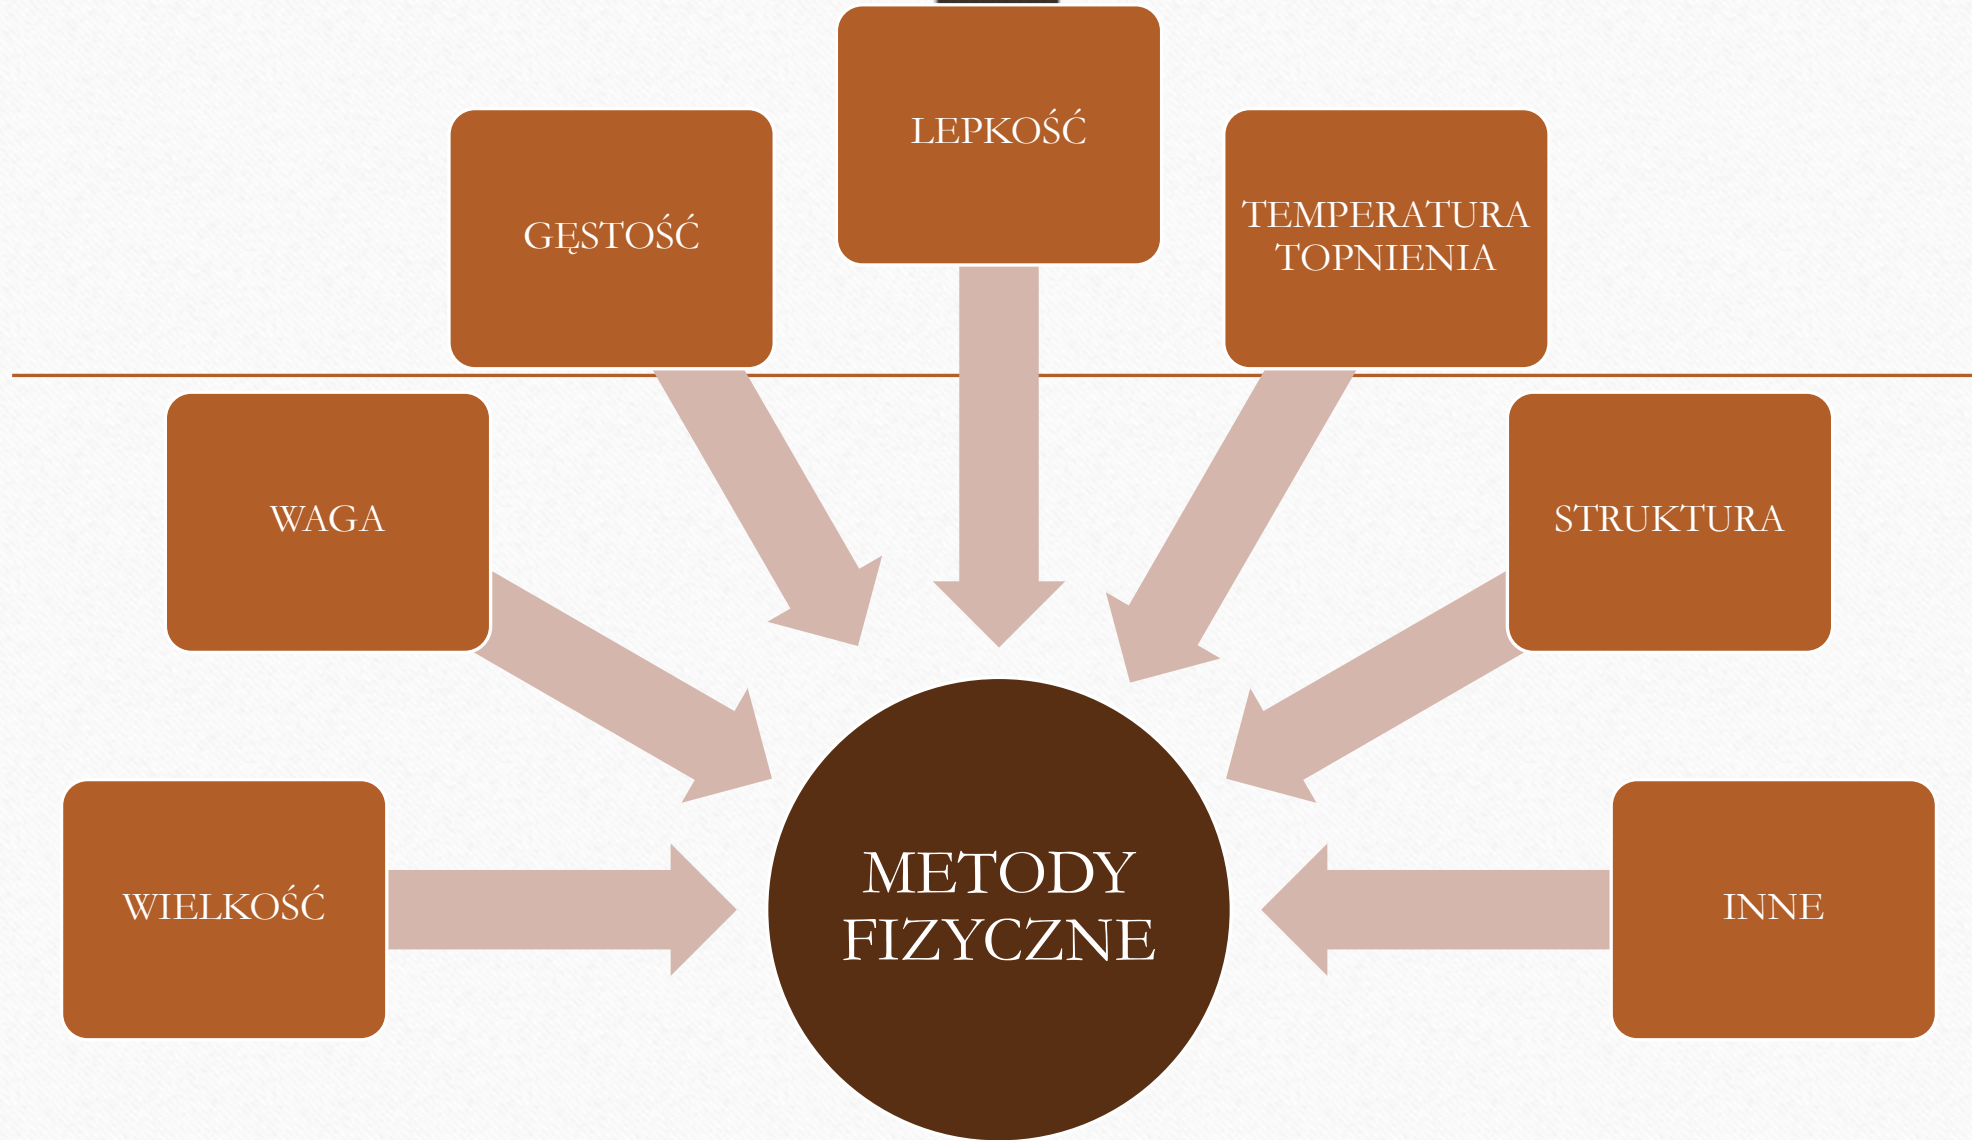 LEPKOŚĆ
GĘSTOŚĆ
TEMPERATURA
TOPNIENIA
WAGA
STRUKTURA
WIELKOŚĆ
METODY
FIZYCZNE
INNE